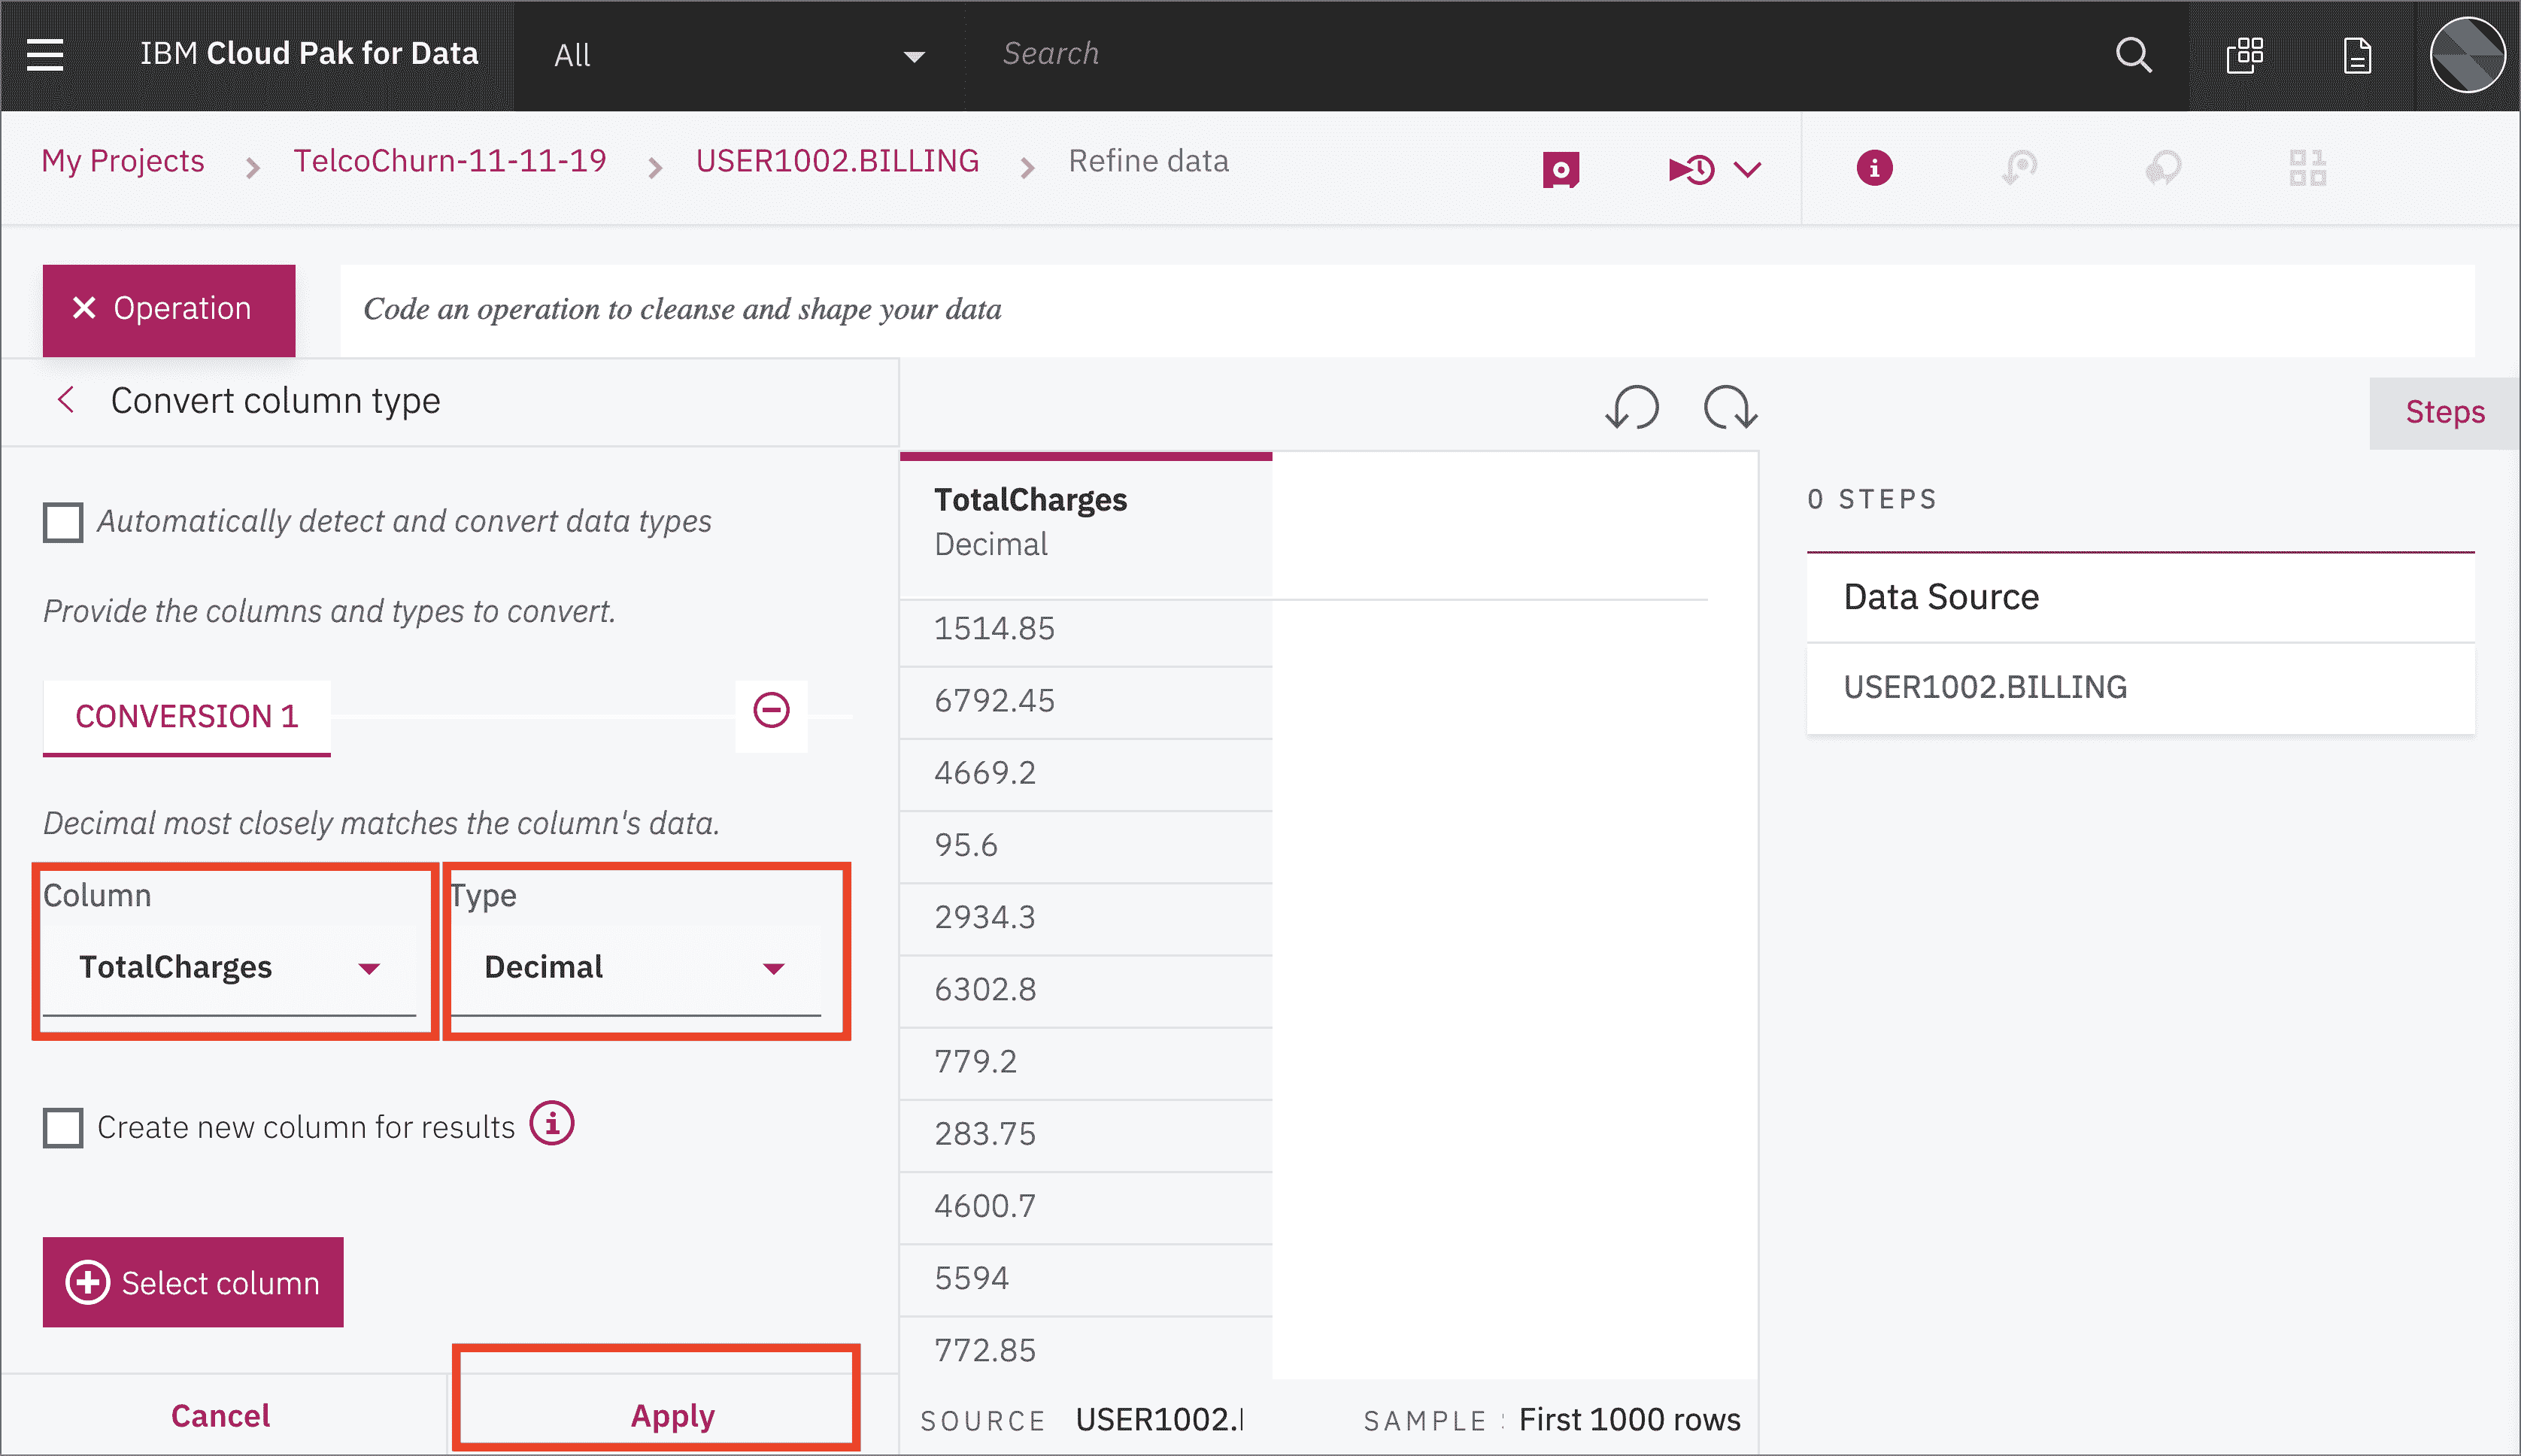 IBM Cloud Pak for Data
All
Search
My Projects > TelcoChurn-11-11-19 > USER1002.BILLING > Refine data
× Operation
Code an operation to cleanse and shape your data
Convert column type
Steps
Automatically detect and convert data types
Provide the columns and types to convert.
CONVERSION 1
Decimal most closely matches the column's data.
Column Type
TotalCharges Decimal
Create new column for results
Select column
Cancel Apply
TotalCharges
Decimal
1514.85
6792.45
4669.2
95.6
2934.3
6302.8
779.2
283.75
4600.7
5594
772.85
SOURCE USER1002. SAMPLE : First 1000 rows
0 STEPS
Data Source
USER1002.BILLING